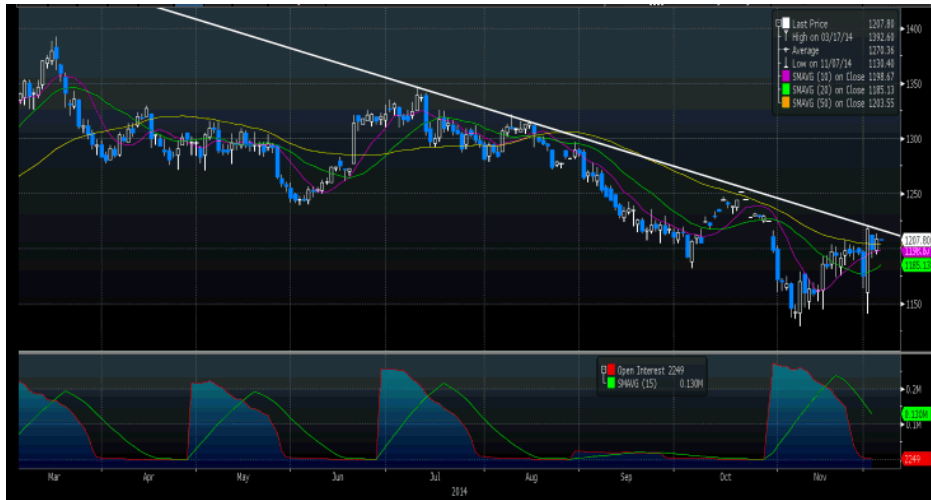 Last Price 1207.80
High on 03/17/14 1392.60
Average 1270.36
Low on 11/07/14 1130.40
SMAVG (10) on Close 1198.67
SMAVG (20) on Close 1185.13
SMAVG (50) on Close 1203.55
1400
1350
1300
1250
1207.80
1198.67
1185.13
1150
Open Interest 2249
SMAVG (15) 0.130M
0.2M
0.130M
0.1M
2249
Mar Apr May Jun Jul Aug Sep Oct Nov
2014